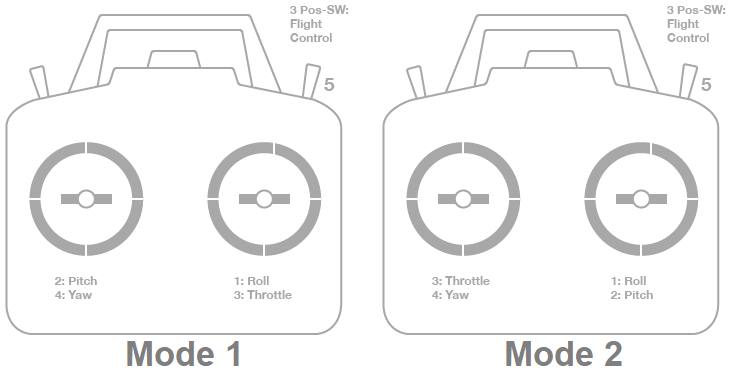 3 Pos-SW:
Flight
Control
5
2: Pitch
4: Yaw
1: Roll
3: Throttle
Mode 1
3 Pos-SW:
Flight
Control
5
3: Throttle
4: Yaw
1: Roll
2: Pitch
Mode 2